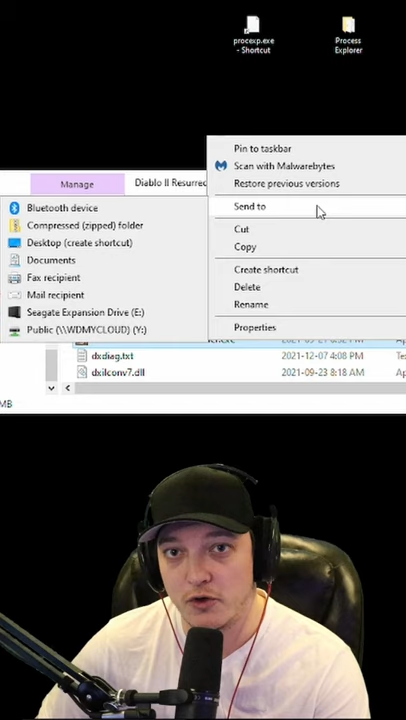 procexp.exe
- Shortcut
Process
Explorer
Pin to taskbar
Scan with Malwarebytes
Restore previous versions
Manage
Diablo II Resurrec
Send to
Bluetooth device
Compressed (zipped) folder
Desktop (create shortcut)
Documents
Fax recipient
Mail recipient
Seagate Expansion Drive (E:)
Public (\\WDMYCLOUD) (Y:)
Cut
Copy
Create shortcut
Delete
Rename
Properties
dxdiag.txt
2021-12-07 4:08 PM
dxilconv7.dll
2021-09-23 8:18 AM
Ap
MB